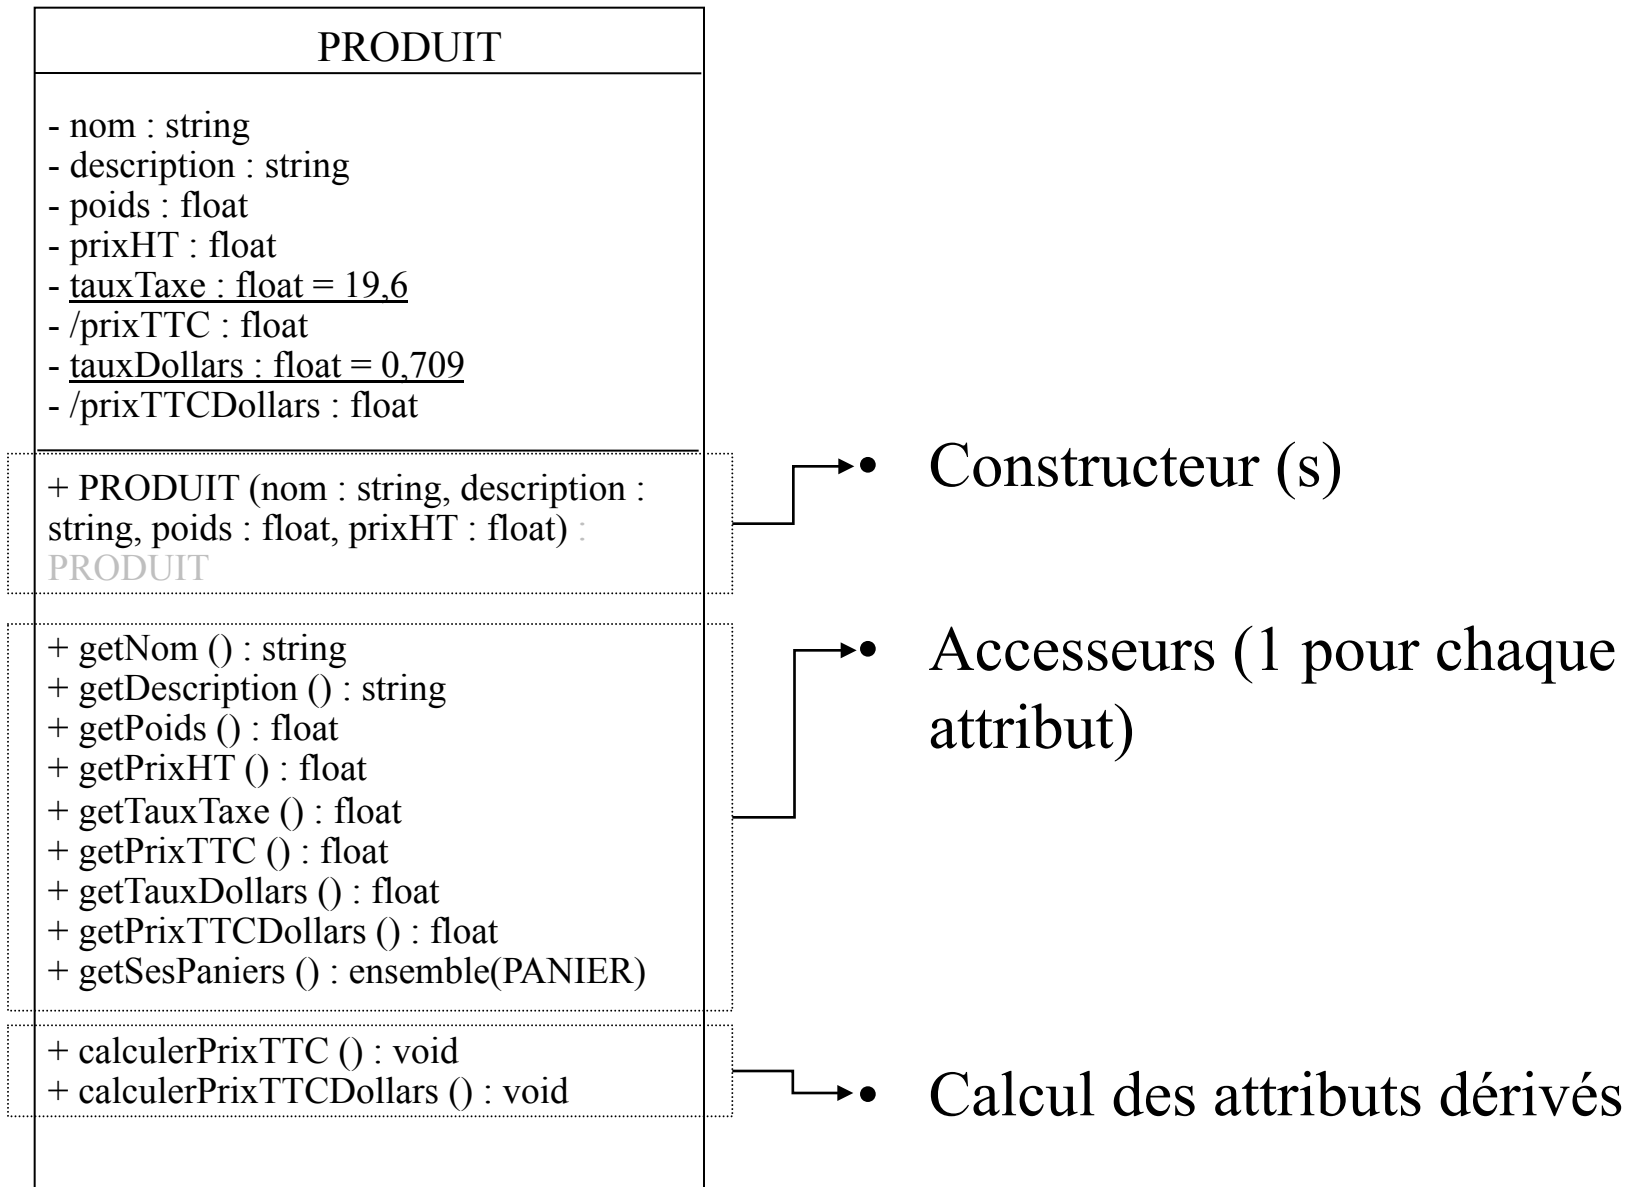 PRODUIT
- nom : string
- description : string
- poids : float
- prixHT : float
- tauxTaxe : float = 19,6
- /prixTTC : float
- tauxDollars : float = 0,709
- /prixTTCDollars : float
+ PRODUIT (nom : string, description :
string, poids : float, prixHT : float) :
PRODUIT
+ getNom () : string
+ getDescription () : string
+ getPoids () : float
+ getPrixHT () : float
+ getTauxTaxe () : float
+ getPrixTTC () : float
+ getTauxDollars () : float
+ getPrixTTCDollars () : float
+ getSesPaniers () : ensemble(PANIER)
+ calculerPrixTTC () : void
+ calculerPrixTTCDollars () : void
• Constructeur (s)
• Accesseurs (1 pour chaque
attribut)
• Calcul des attributs dérivés